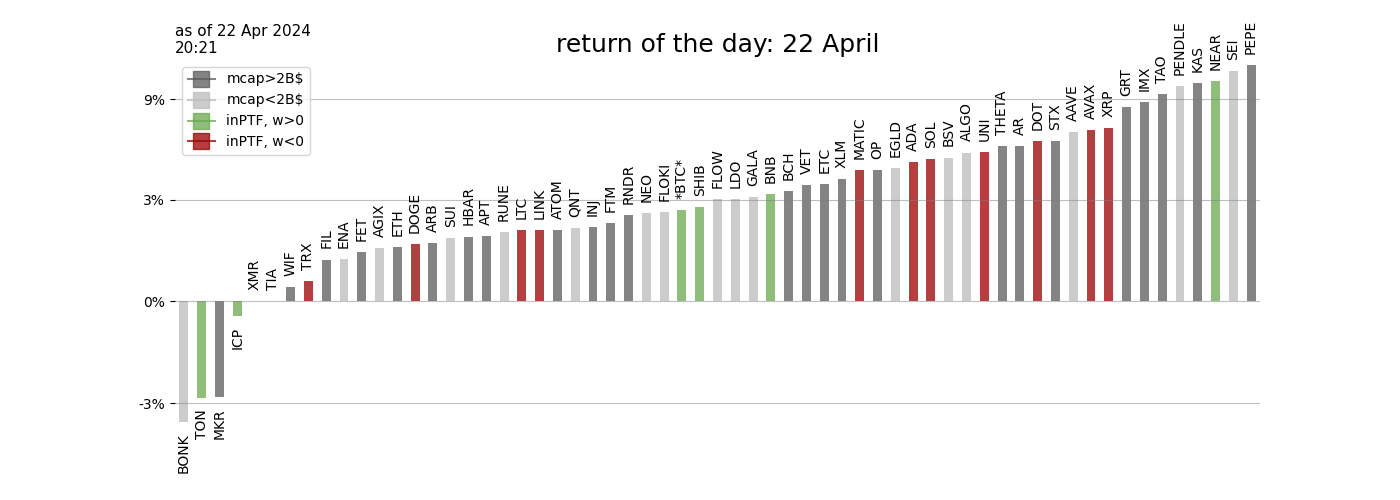 as of 22 Apr 2024
20:21
return of the day: 22 April
mcap>2B$
mcap<2B$
inPTF, w>0
inPTF, w<0
9%
3%
0%
-3%
BONK
TON
MKR
ICP
XMR
TIA
WIF
TRX
FIL
ENA
FET
AGIX
ETH
DOGE
ARB
SUI
HBAR
APT
RUNE
LTC
LINK
ATOM
QNT
INJ
FTM
RNDR
NEO
FLOKI
*BTC*
SHIB
FLOW
LDO
GALA
BNB
BCH
VET
ETC
XLM
MATIC
OP
EGLD
ADA
SOL
BSV
ALGO
UNI
THETA
AR
DOT
STX
AAVE
AVAX
XRP
GRT
IMX
TAO
PENDLE
KAS
NEAR
SEI
PEPE